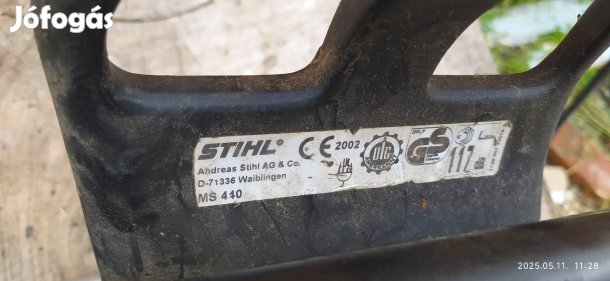 Jófogás
STIHL® CE 2002 DLG GS 117 dB
Andreas Stihl AG & Co.
D-71336 Waiblingen
MS 440
2025.05.11. 11:28